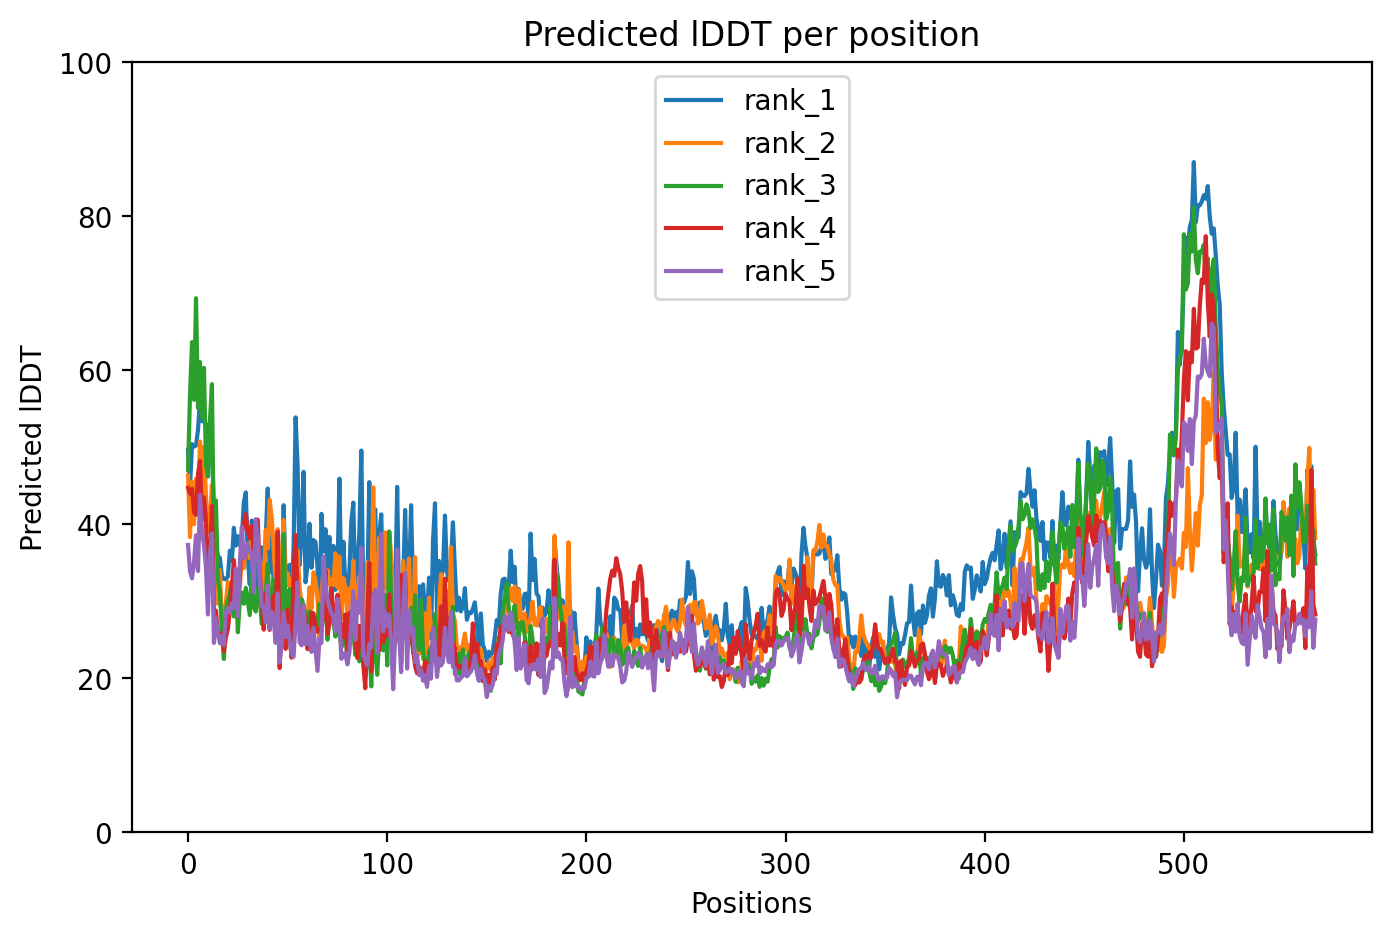 Predicted lDDT per position
100
80
60
40
20
0
Predicted lDDT
rank_1
rank_2
rank_3
rank_4
rank_5
0 100 200 300 400 500
Positions